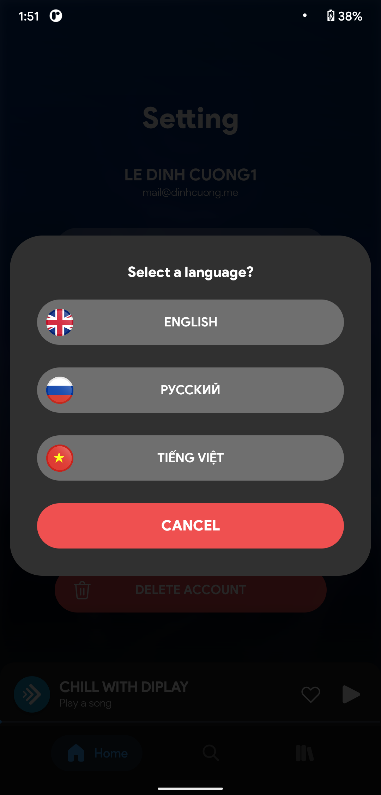 1:51
38%
Setting
LE DINH CUONG1
mail@dinhcuong.me
Select a language?
ENGLISH
РУССКИЙ
TIẾNG VIỆT
CANCEL
DELETE ACCOUNT
CHILL WITH DIPLAY
Play a song
Home